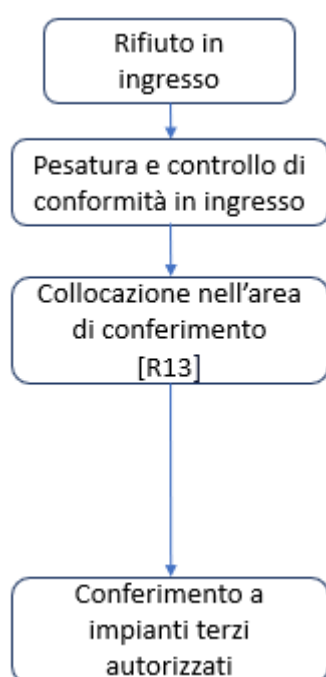 Rifiuto in
ingresso
Pesatura e controllo di
conformità in ingresso
Collocazione nell'area
di conferimento
[R13]
Conferimento a
impianti terzi
autorizzati